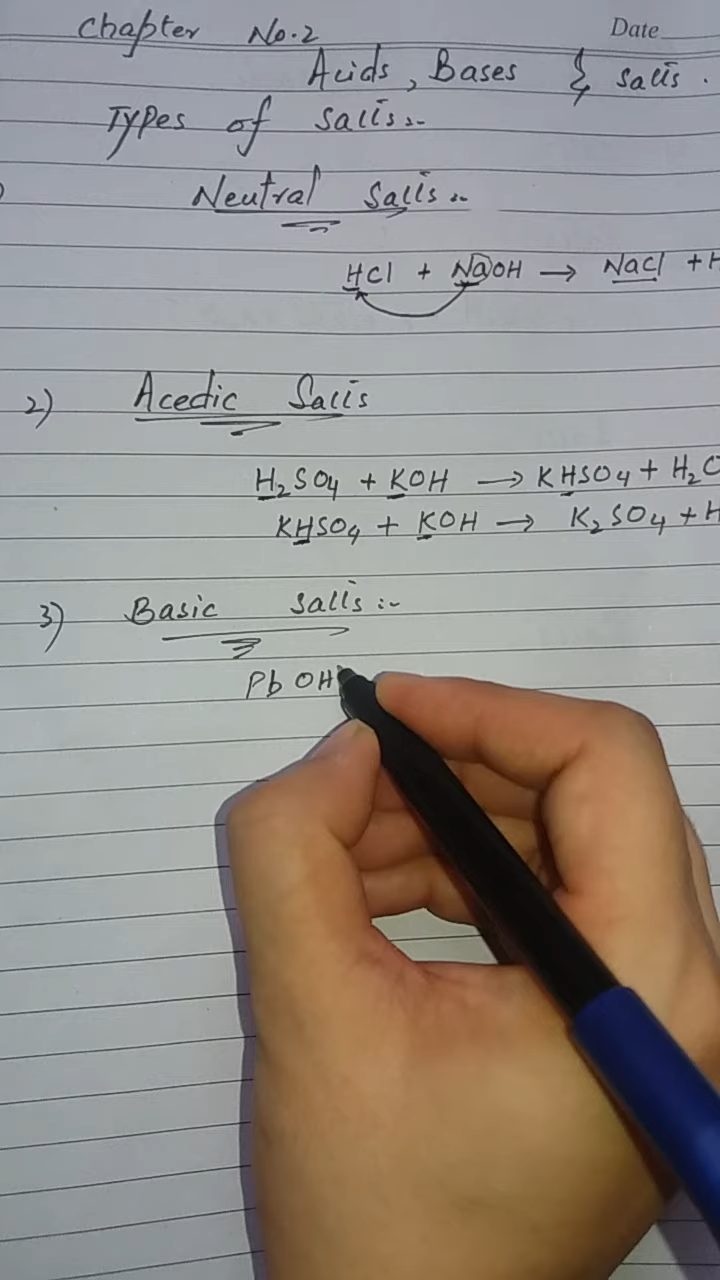 Chapter No.2 Date
Acids, Bases & Salts.
Types of Salts:-
Neutral Salts:-
HCl + NaOH → NaCl + H
2) Acedic Salts
H₂SO₄ + KOH → KHSO₄ + H₂O
KHSO₄ + KOH → K₂SO₄ + H
3) Basic Salts:-
Pb OH